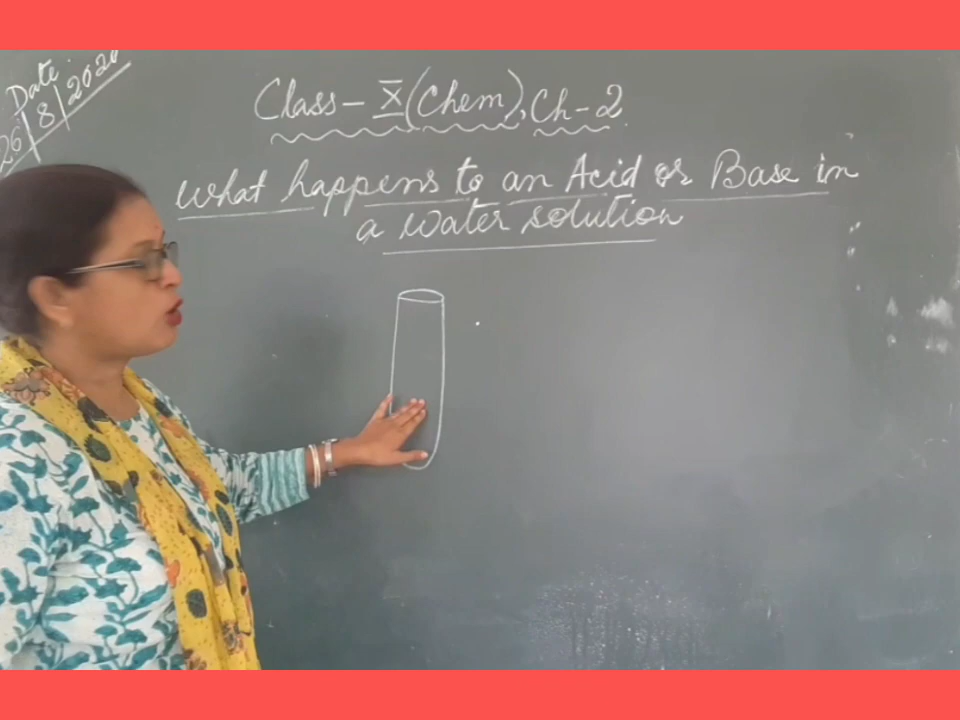 Date:
26/8/2020
Class-X(Chem), Ch-2
What happens to an Acid or Base in
a water solution